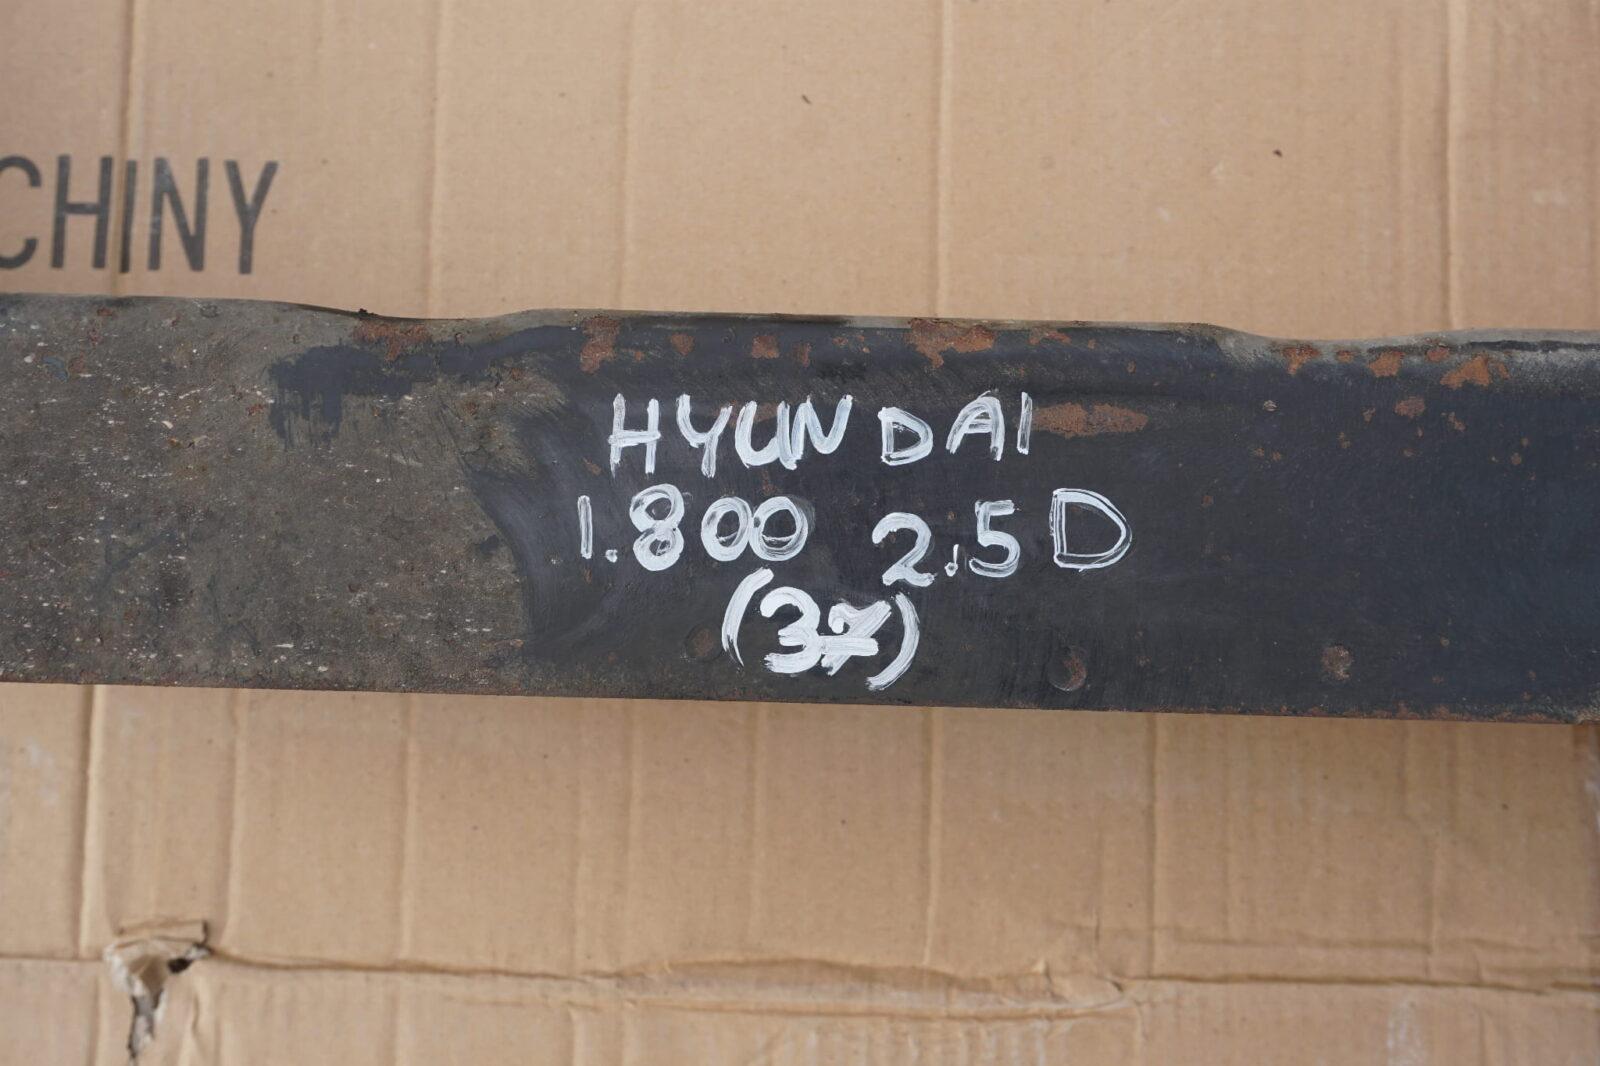 CHINY
HYUNDAI
1.800 2.5D
(37)